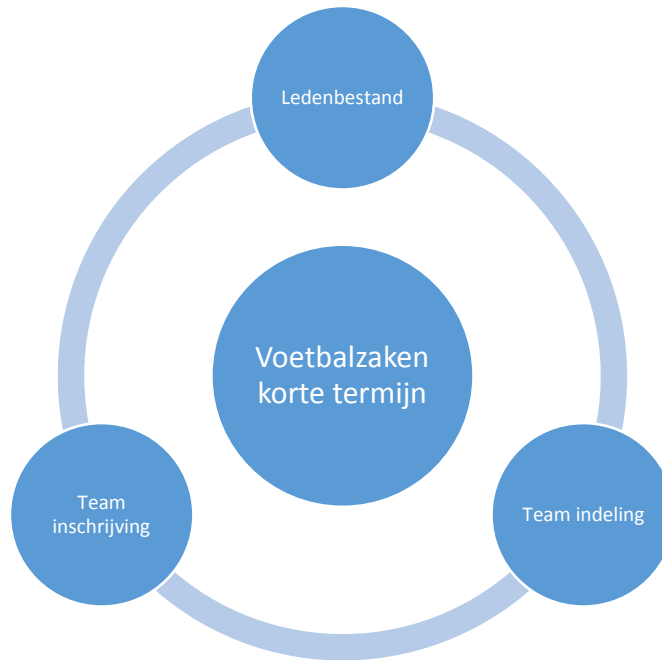 Ledenbestand
Voetbalzaken
korte termijn
Team
inschrijving
Team indeling